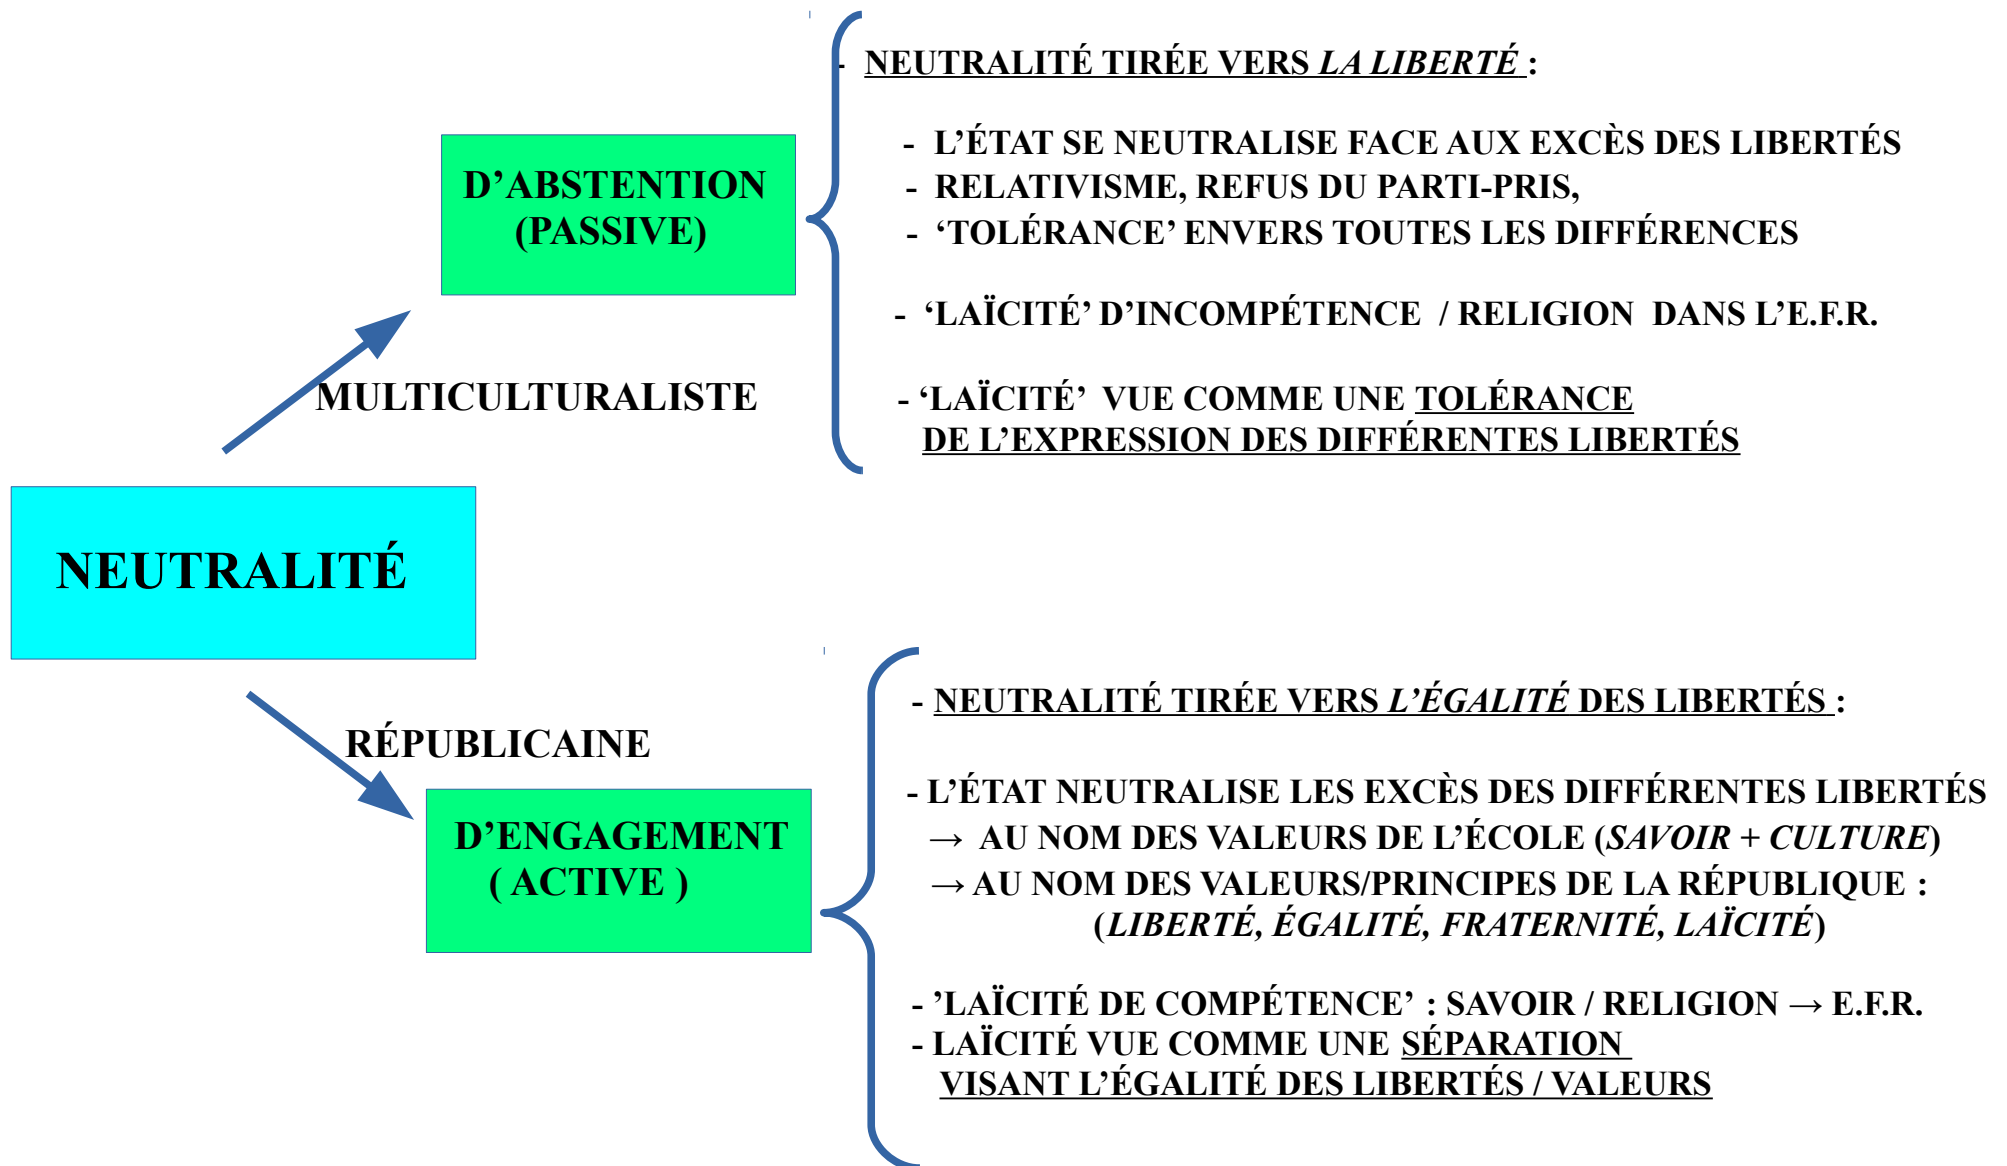 - NEUTRALITÉ TIRÉE VERS LA LIBERTÉ :
- L’ÉTAT SE NEUTRALISE FACE AUX EXCÈS DES LIBERTÉS
D’ABSTENTION
(PASSIVE)
- RELATIVISME, REFUS DU PARTI-PRIS,
- ‘TOLÉRANCE’ ENVERS TOUTES LES DIFFÉRENCES
- ‘LAÏCITÉ’ D’INCOMPÉTENCE / RELIGION DANS L’E.F.R.
MULTICULTURALISTE
- ‘LAÏCITÉ’ VUE COMME UNE TOLÉRANCE
DE L’EXPRESSION DES DIFFÉRENTES LIBERTÉS
NEUTRALITÉ
- NEUTRALITÉ TIRÉE VERS L’ÉGALITÉ DES LIBERTÉS :
RÉPUBLICAINE
- L’ÉTAT NEUTRALISE LES EXCÈS DES DIFFÉRENTES LIBERTÉS
D’ENGAGEMENT
( ACTIVE )
→ AU NOM DES VALEURS DE L’ÉCOLE (SAVOIR + CULTURE)
→ AU NOM DES VALEURS/PRINCIPES DE LA RÉPUBLIQUE :
(LIBERTÉ, ÉGALITÉ, FRATERNITÉ, LAÏCITÉ)
- ’LAÏCITÉ DE COMPÉTENCE’ : SAVOIR / RELIGION → E.F.R.
- LAÏCITÉ VUE COMME UNE SÉPARATION
VISANT L’ÉGALITÉ DES LIBERTÉS / VALEURS